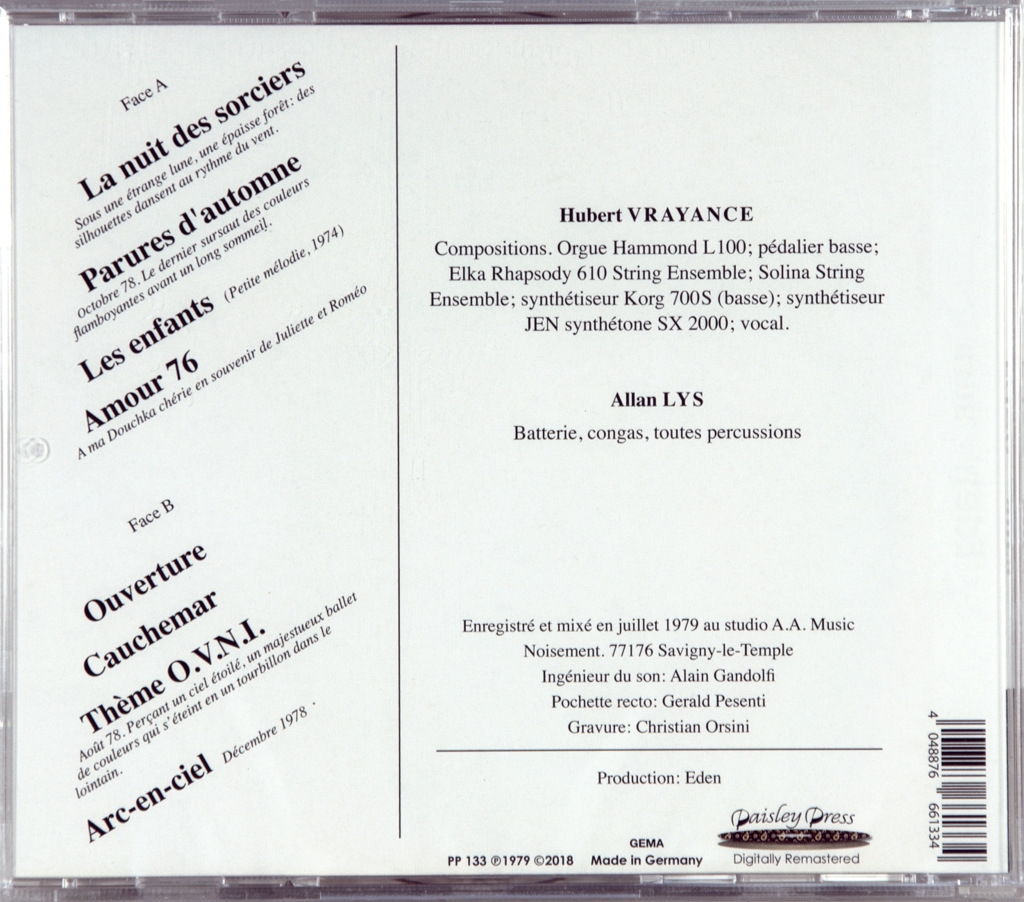 Face A
La nuit des sorciers
Sous une étrange lune, une épaisse forêt: des
silhouettes dansent au rythme du vent.
Parures d'automne
Octobre 78. Le dernier sursaut des couleurs
flamboyantes avant un long sommeil.
Les enfants (Petite mélodie, 1974)
Amour 76
A ma Douchka chérie en souvenir de Juliette et Roméo
Face B
Ouverture
Cauchemar
Thème O.V.N.I.
Août 78. Perçant un ciel étoilé, un majestueux ballet
de couleurs qui s'éteint en un tourbillon dans le
lointain.
Arc-en-ciel Décembre 1978
Hubert VRAYANCE
Compositions. Orgue Hammond L100; pédalier basse;
Elka Rhapsody 610 String Ensemble; Solina String
Ensemble; synthétiseur Korg 700S (basse); synthétiseur
JEN synthétone SX 2000; vocal.
Allan LYS
Batterie, congas, toutes percussions
Enregistré et mixé en juillet 1979 au studio A.A. Music
Noisement. 77176 Savigny-le-Temple
Ingénieur du son: Alain Gandolfi
Pochette recto: Gerald Pesenti
Gravure: Christian Orsini
Production: Eden
Paisley Press
Digitally Remastered
GEMA
PP 133 ℗1979 ©2018 Made in Germany
4 048876 661334